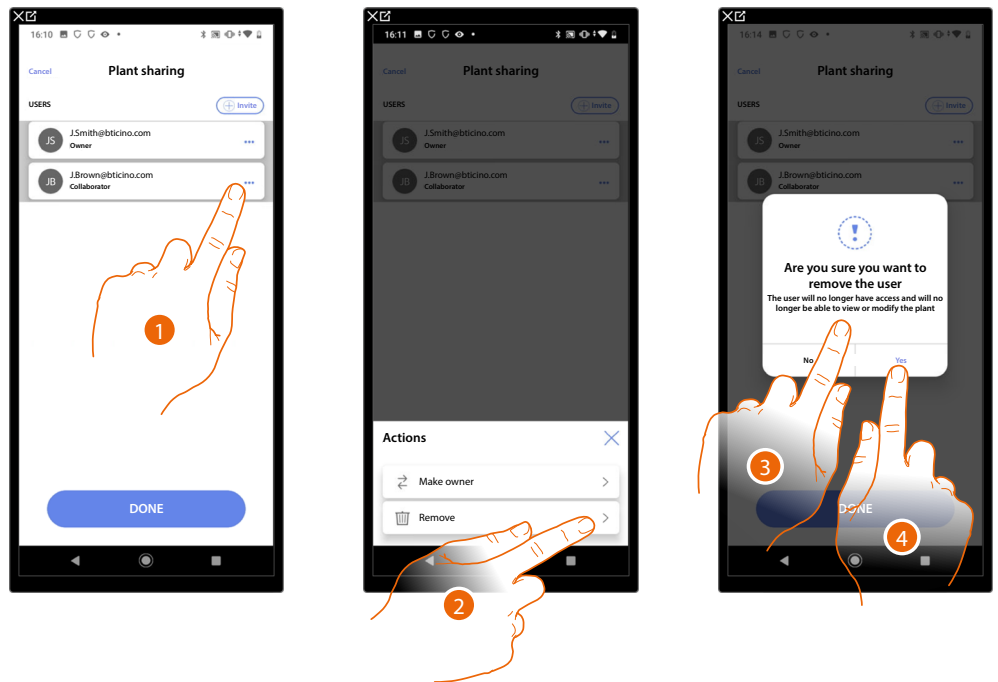 16:10
Cancel
Plant sharing
USERS
Invite
JS
J.Smith@bticino.com
Owner
JB
J.Brown@bticino.com
Collaborator
1
DONE
16:11
Cancel
Plant sharing
USERS
Invite
JS
J.Smith@bticino.com
Owner
JB
J.Brown@bticino.com
Collaborator
Actions
Make owner
Remove
2
16:14
Cancel
Plant sharing
USERS
Invite
JS
J.Smith@bticino.com
Owner
JB
J.Brown@bticino.com
Collaborator
Are you sure you want to
remove the user
The user will no longer have access and will no
longer be able to view or modify the plant
No
Yes
3
DONE
4